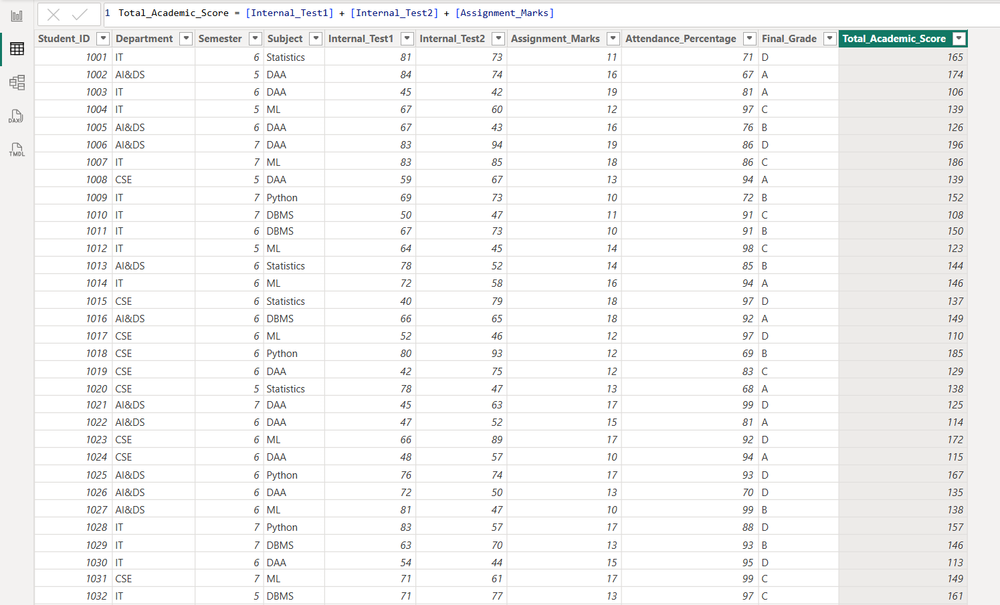 1 Total_Academic_Score = [Internal_Test1] + [Internal_Test2] + [Assignment_Marks]
Student_ID Department Semester Subject Internal_Test1 Internal_Test2 Assignment_Marks Attendance_Percentage Final_Grade Total_Academic_Score
1001 IT 6 Statistics 81 73 11 71 D 165
1002 AI&DS 5 DAA 84 74 16 67 A 174
1003 IT 6 DAA 45 42 19 81 A 106
1004 IT 5 ML 67 60 12 97 C 139
1005 AI&DS 6 DAA 67 43 16 76 B 126
1006 AI&DS 7 DAA 83 94 19 86 D 196
1007 IT 7 ML 83 85 18 86 C 186
1008 CSE 5 DAA 59 67 13 94 A 139
1009 IT 7 Python 69 73 10 72 B 152
1010 IT 7 DBMS 50 47 11 91 C 108
1011 IT 6 DBMS 67 73 10 91 B 150
1012 IT 5 ML 64 45 14 98 C 123
1013 AI&DS 6 Statistics 78 52 14 85 B 144
1014 IT 6 ML 72 58 16 94 A 146
1015 CSE 6 Statistics 40 79 18 97 D 137
1016 AI&DS 6 DBMS 66 65 18 92 A 149
1017 CSE 6 ML 52 46 12 97 D 110
1018 CSE 6 Python 80 93 12 69 B 185
1019 CSE 6 DAA 42 75 12 83 C 129
1020 CSE 5 Statistics 78 47 13 68 A 138
1021 AI&DS 7 DAA 45 63 17 99 D 125
1022 AI&DS 6 DAA 47 52 15 81 A 114
1023 CSE 6 ML 66 89 17 92 D 172
1024 CSE 6 DAA 48 57 10 94 A 115
1025 AI&DS 6 Python 76 74 17 93 D 167
1026 AI&DS 6 DAA 72 50 13 70 D 135
1027 AI&DS 6 ML 81 47 10 99 B 138
1028 IT 7 Python 83 57 17 88 D 157
1029 IT 7 DBMS 63 70 13 93 B 146
1030 IT 6 DAA 54 44 15 95 D 113
1031 CSE 7 ML 71 61 17 99 C 149
1032 IT 5 DBMS 71 77 13 97 C 161
DAX
TMDL